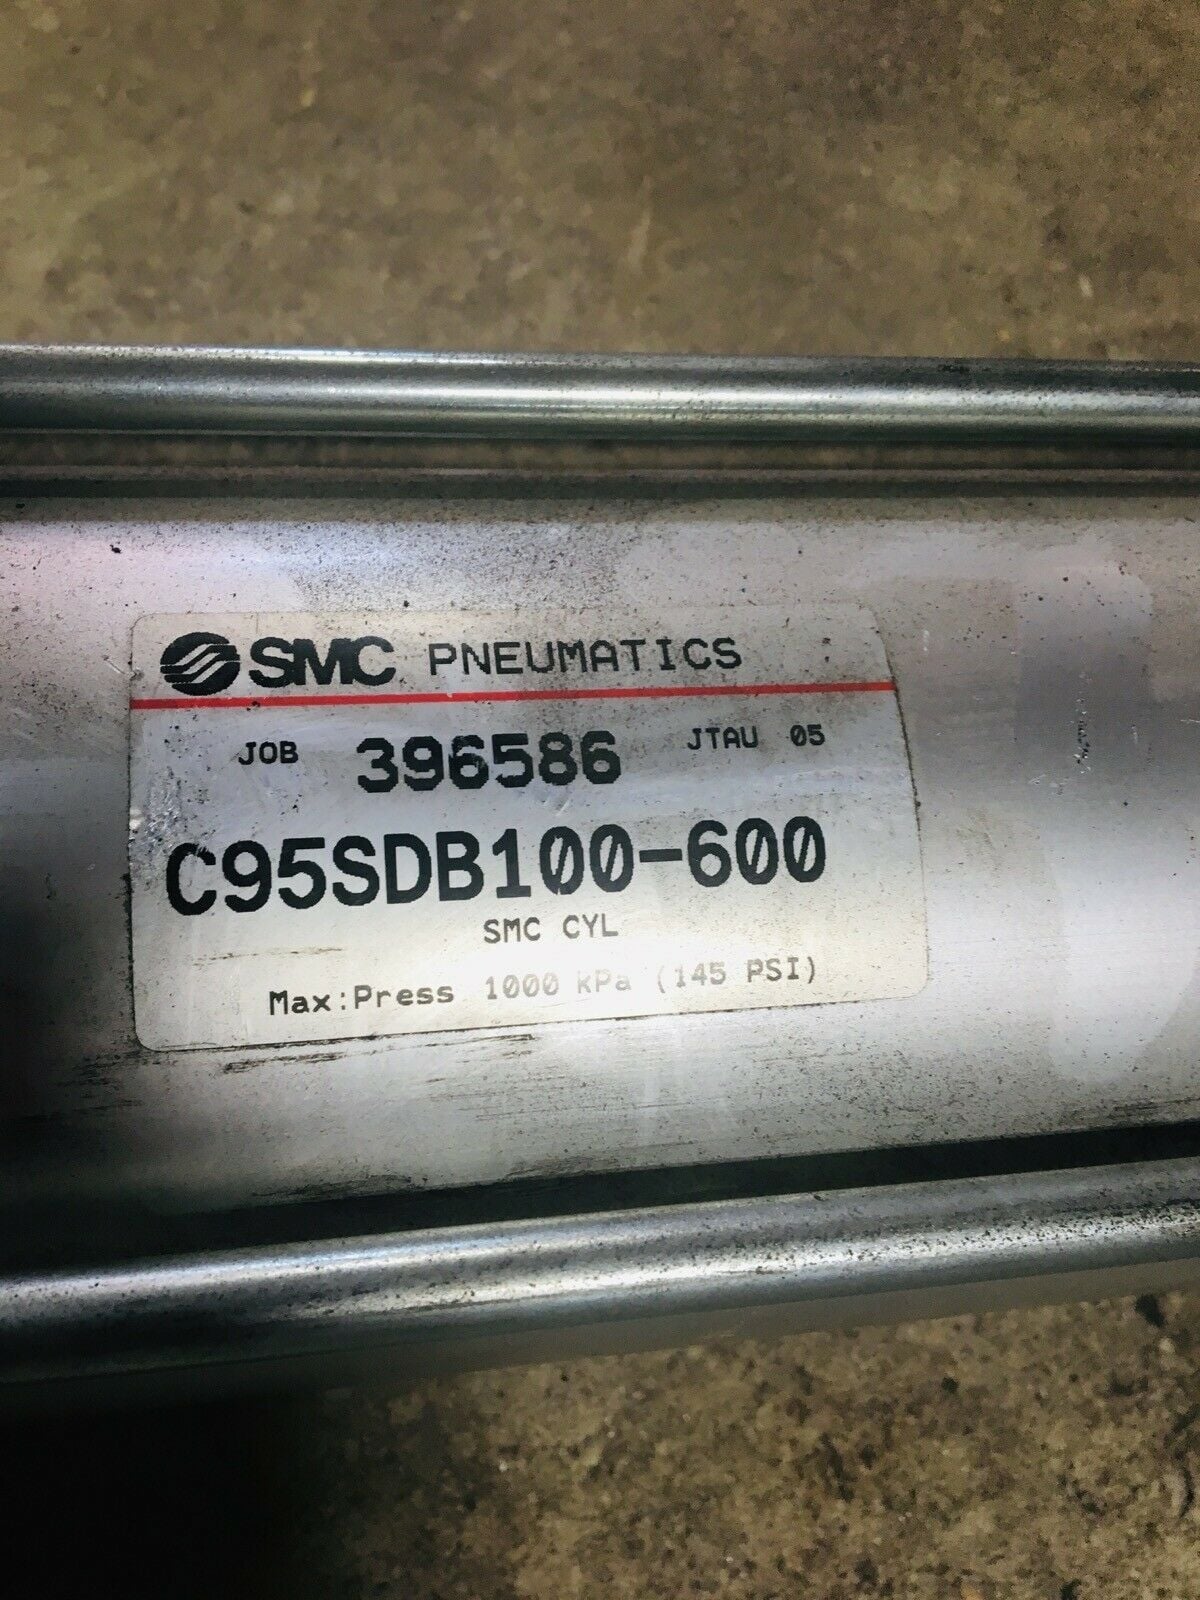 SMC PNEUMATICS
JOB 396586 JTAU 05
C95SDB100-600
SMC CYL
Max:Press 1000 kPa (145 PSI)